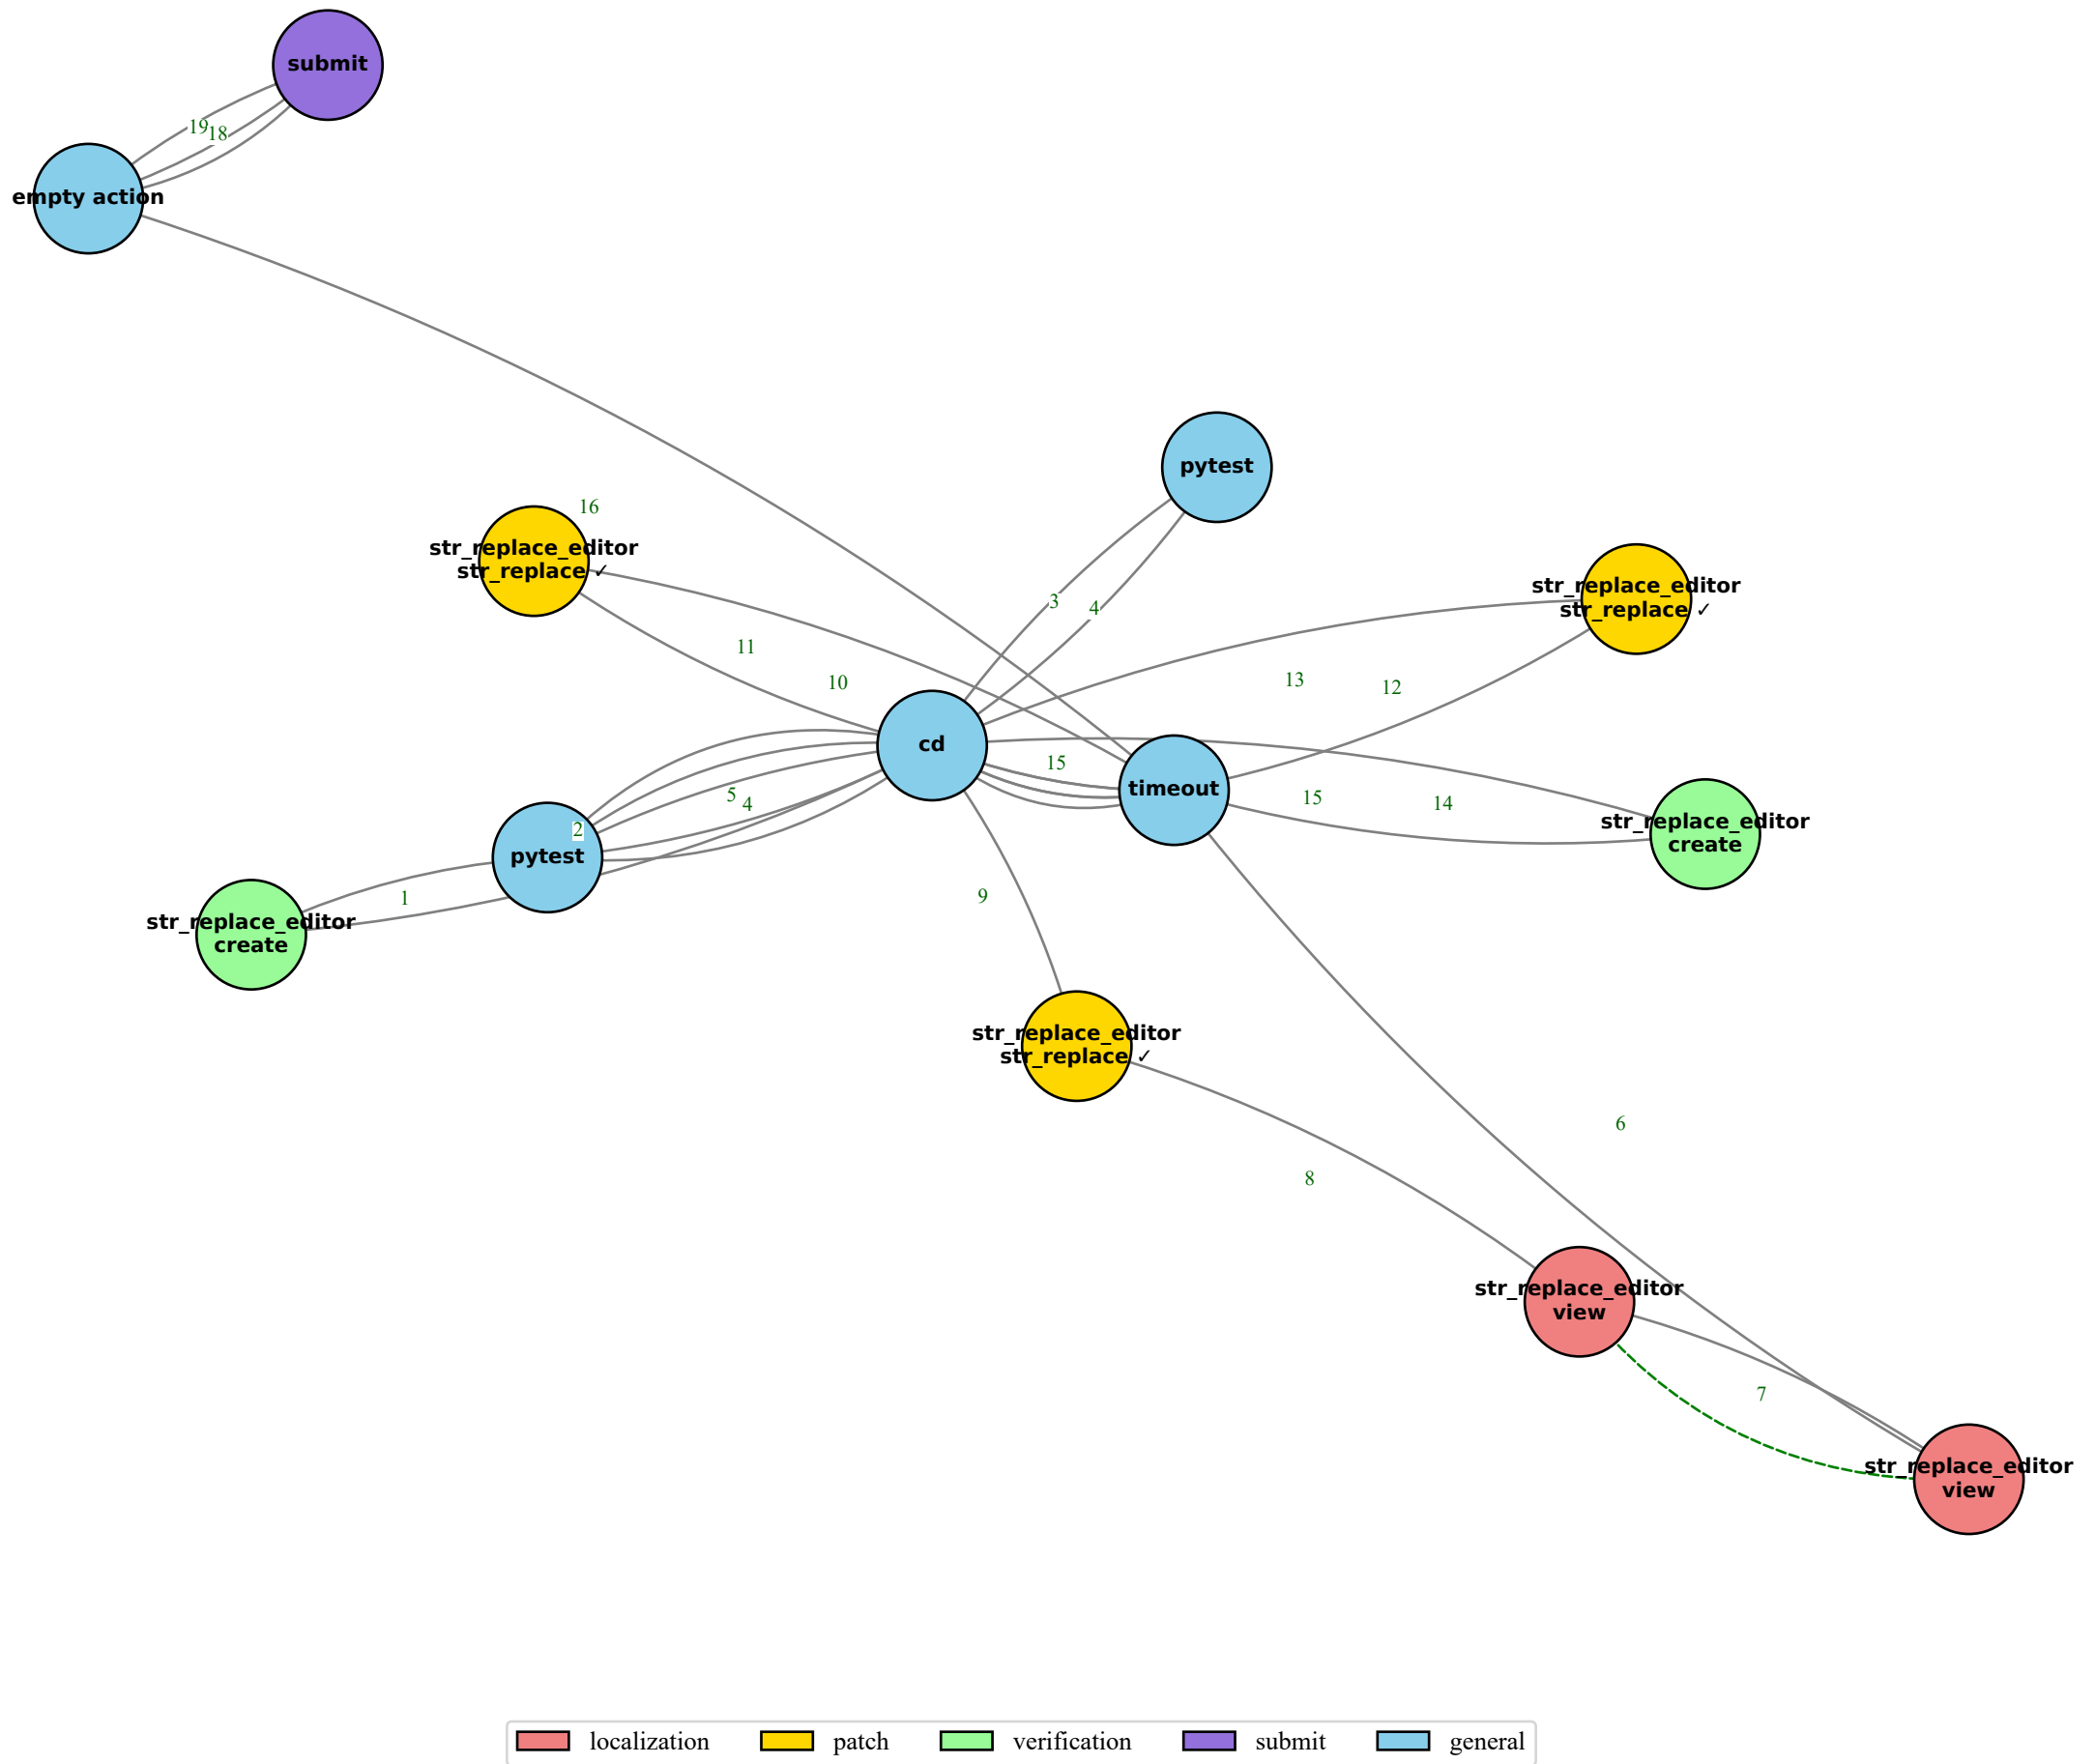 submit
19
18
empty action
pytest
16
str_replace_editor
str_replace ✓
str_replace_editor
str_replace ✓
3
4
11
10
13
12
cd
15
timeout
5
4
15
14
2
str_replace_editor
create
pytest
1
9
str_replace_editor
create
str_replace_editor
str_replace ✓
6
8
str_replace_editor
view
7
str_replace_editor
view
localization
patch
verification
submit
general